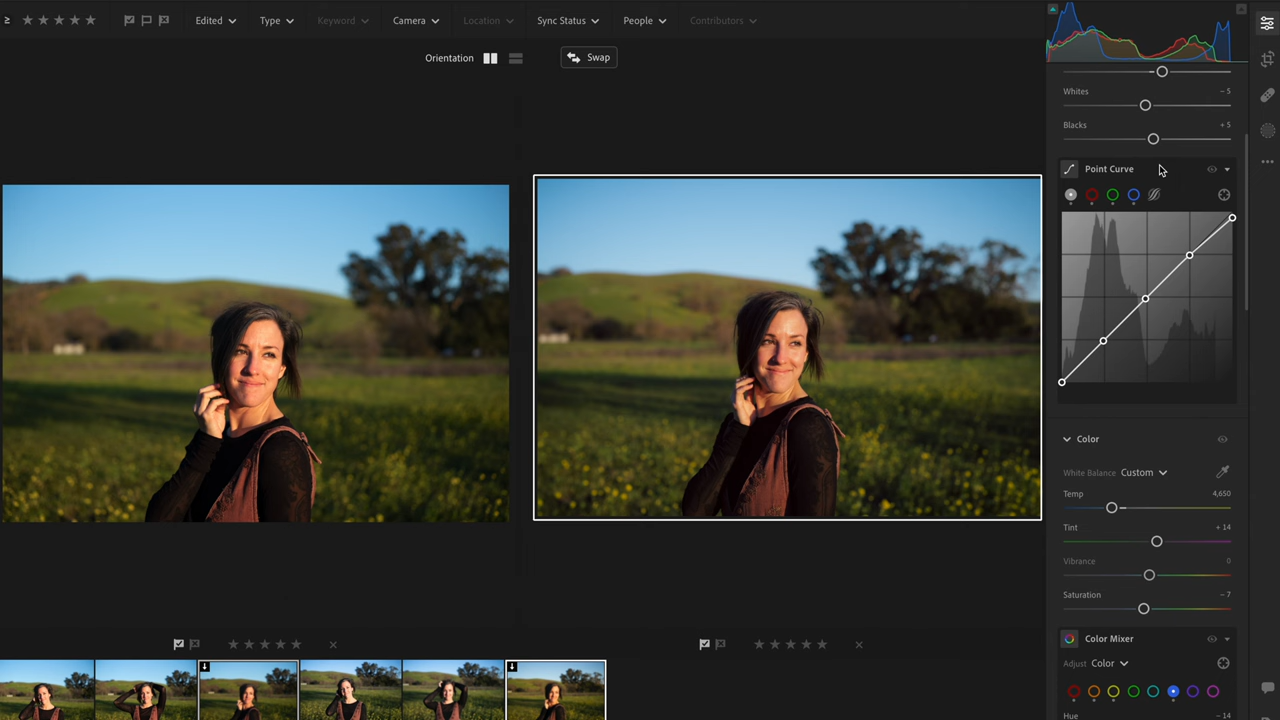 ≥ Edited Type Keyword Camera Location Sync Status People Contributors
Orientation Swap
Whites - 5
Blacks + 5
Point Curve
Color
White Balance Custom
Temp 4,650
Tint + 14
Vibrance 0
Saturation - 7
Color Mixer
Adjust Color
Hue - 14